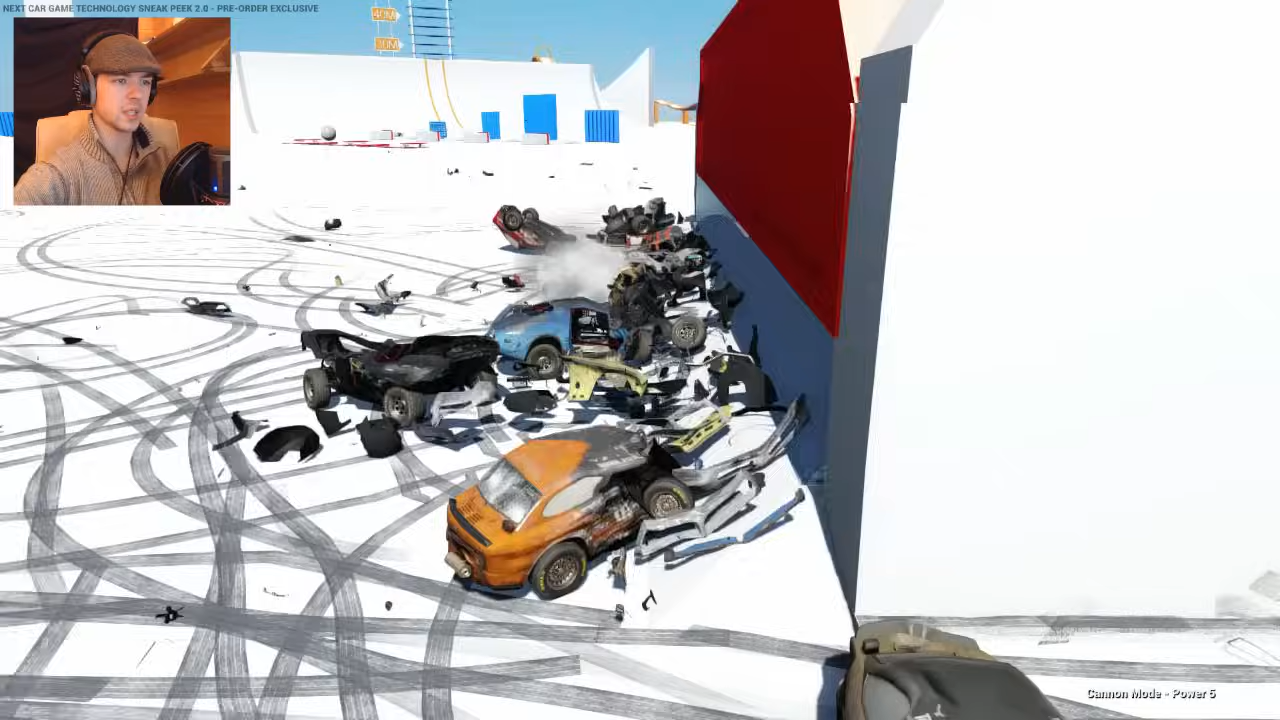 NEXT CAR GAME TECHNOLOGY SNEAK PEEK 2.0 - PRE-ORDER EXCLUSIVE
40M
30M
Cannon Mode - Power 5